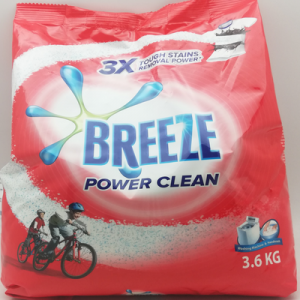 3X TOUGH STAINS
REMOVAL POWER*
BREEZE
POWER CLEAN
3.6 KG